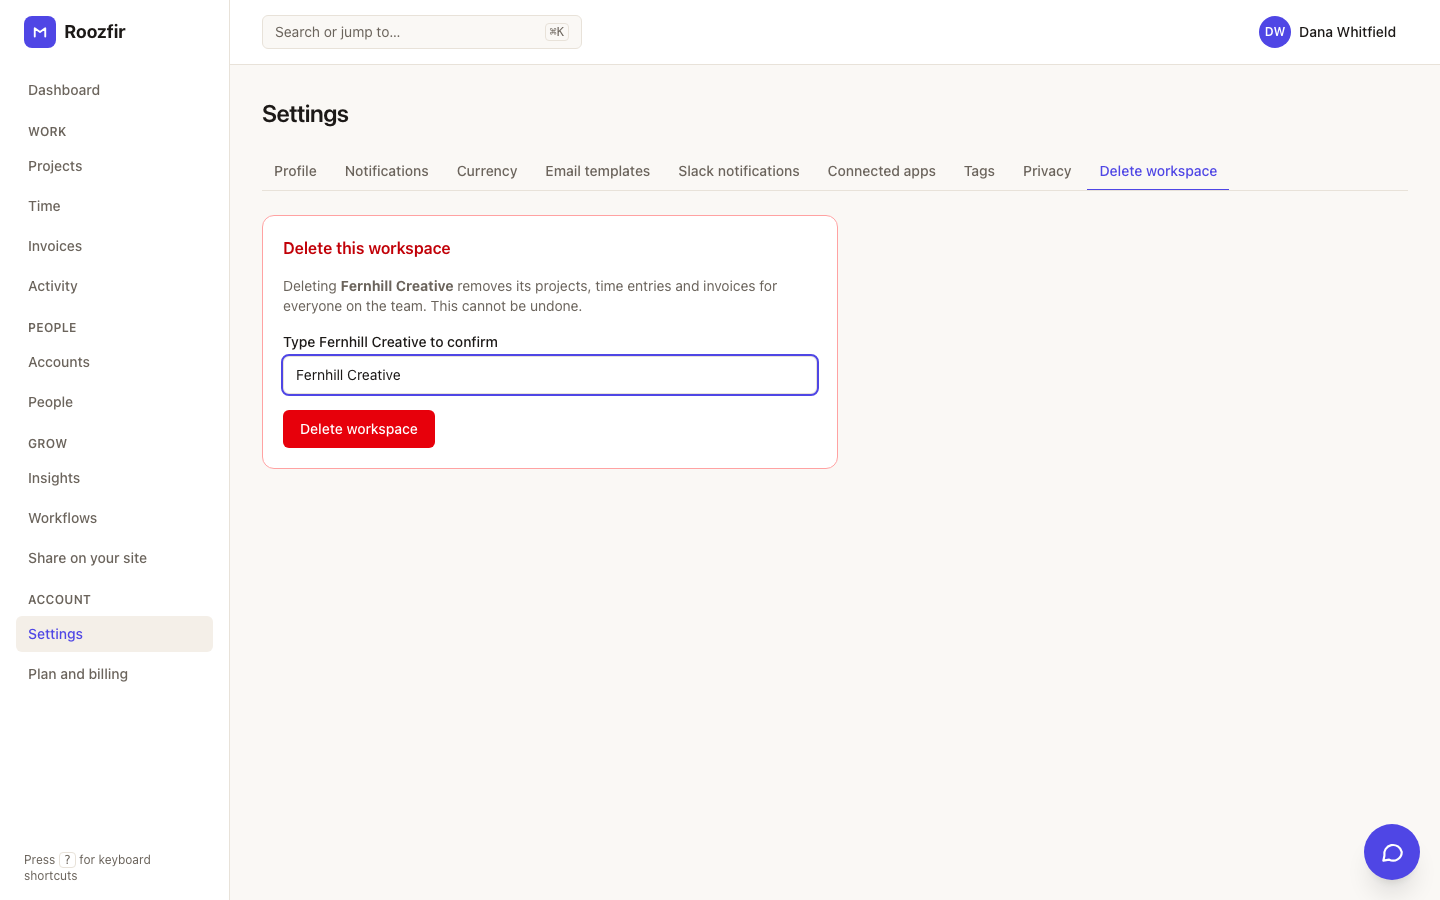 Roozfir
Search or jump to...
⌘K
DW
Dana Whitfield
Dashboard
WORK
Projects
Time
Invoices
Activity
PEOPLE
Accounts
People
GROW
Insights
Workflows
Share on your site
ACCOUNT
Settings
Plan and billing
Press ? for keyboard
shortcuts
Settings
Profile
Notifications
Currency
Email templates
Slack notifications
Connected apps
Tags
Privacy
Delete workspace
Delete this workspace
Deleting Fernhill Creative removes its projects, time entries and invoices for
everyone on the team. This cannot be undone.
Type Fernhill Creative to confirm
Fernhill Creative
Delete workspace